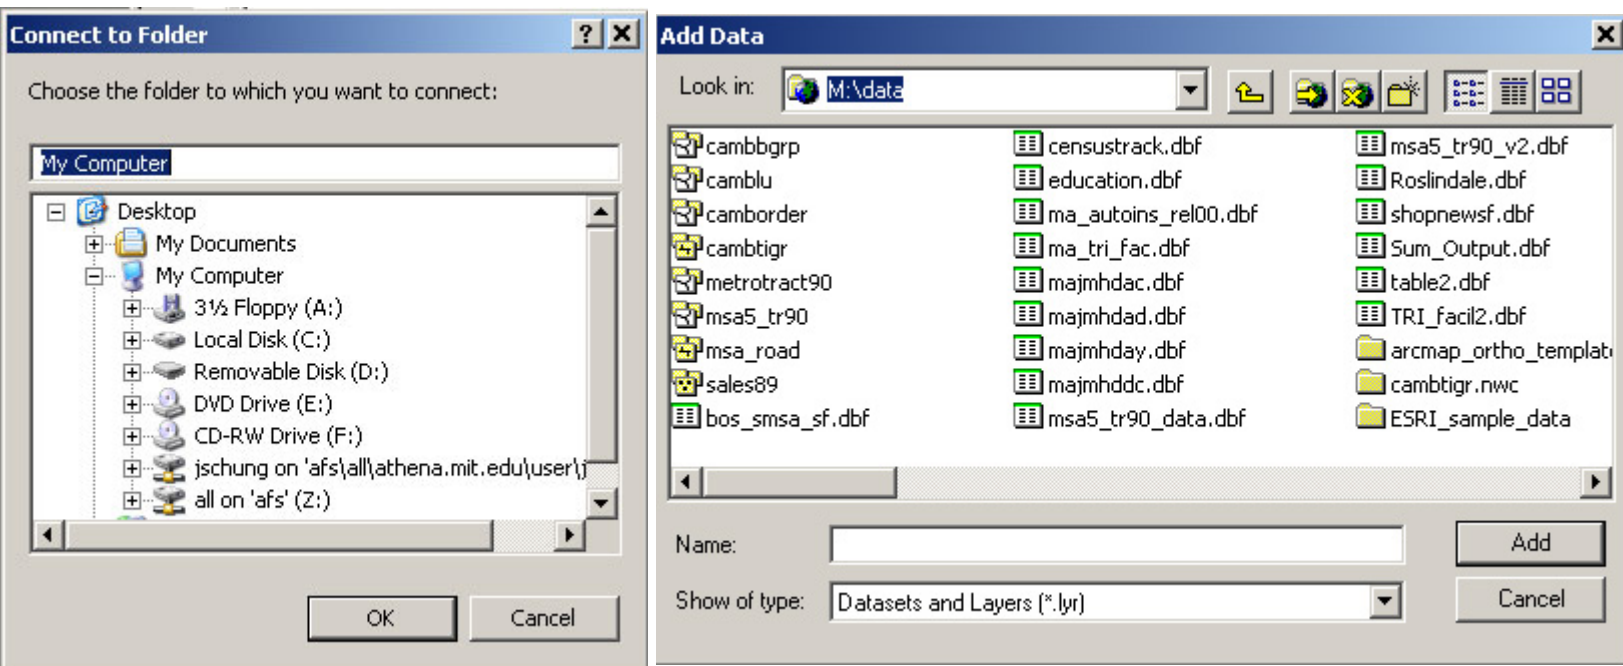 Connect to Folder
Choose the folder to which you want to connect:
My Computer
Desktop
My Documents
My Computer
3½ Floppy (A:)
Local Disk (C:)
Removable Disk (D:)
DVD Drive (E:)
CD-RW Drive (F:)
jschung on 'afs\all\athena.mit.edu\user\j
all on 'afs' (Z:)
OK
Cancel
Add Data
Look in:
M:\data
cambbgrp
camblu
camborder
cambtigr
metrotract90
msa5_tr90
msa_road
sales89
bos_smsa_sf.dbf
censustrack.dbf
education.dbf
ma_autoins_rel00.dbf
ma_tri_fac.dbf
majmhdac.dbf
majmhdad.dbf
majmhday.dbf
majmhddc.dbf
msa5_tr90_data.dbf
msa5_tr90_v2.dbf
Roslindale.dbf
shopnewsf.dbf
Sum_Output.dbf
table2.dbf
TRI_facil2.dbf
arcmap_ortho_templat
cambtigr.nwc
ESRI_sample_data
Name:
Add
Show of type:
Datasets and Layers (*.lyr)
Cancel